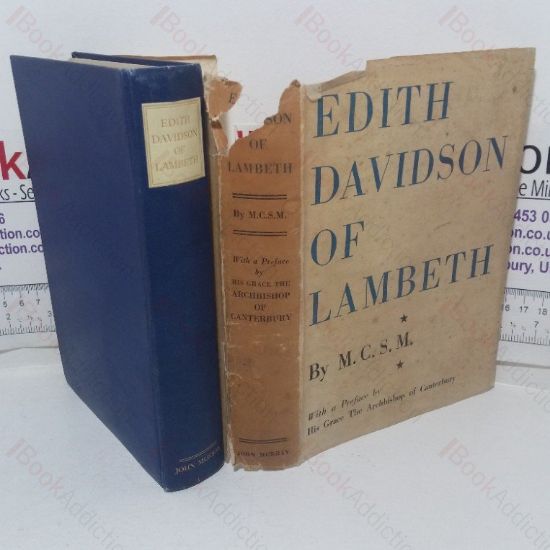 EDITH
DAVIDSON
OF
LAMBETH
JOHN MURRAY
SON
OF
LAMBETH
By M.C.S.M.
With a Preface
by
HIS GRACE THE
ARCHBISHOP
OF
CANTERBURY
JOHN MURRAY
EDITH
DAVIDSON
OF
LAMBETH
By M. C. S. M.
With a Preface by
His Grace The Archbishop of Canterbury
BookAddiction